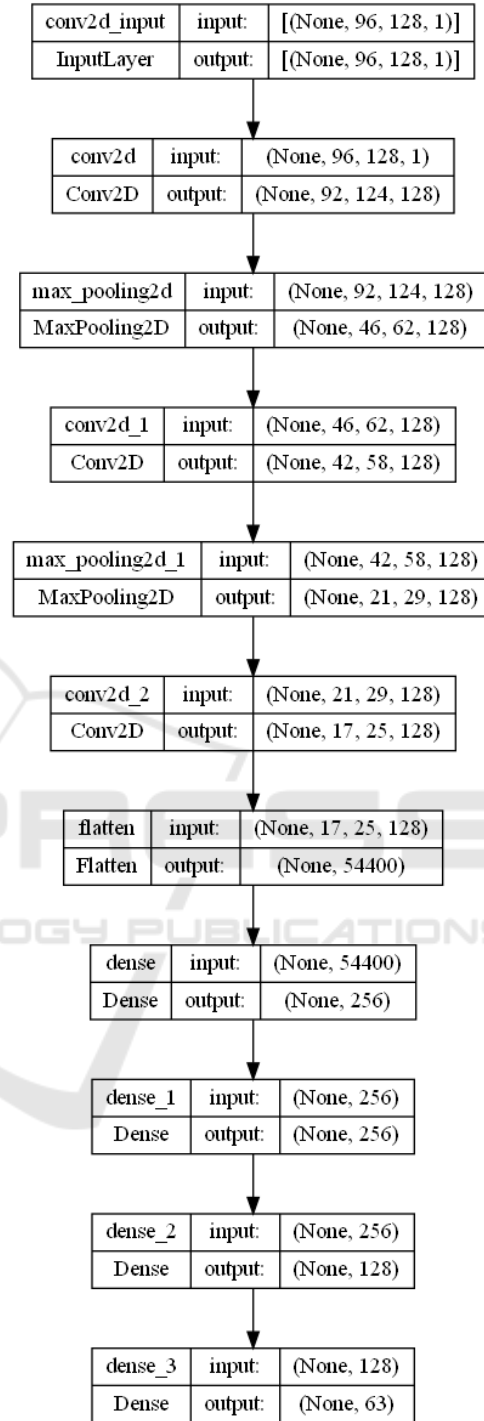 conv2d_input input: [(None, 96, 128, 1)]
InputLayer output: [(None, 96, 128, 1)]
conv2d input: (None, 96, 128, 1)
Conv2D output: (None, 92, 124, 128)
max_pooling2d input: (None, 92, 124, 128)
MaxPooling2D output: (None, 46, 62, 128)
conv2d_1 input: (None, 46, 62, 128)
Conv2D output: (None, 42, 58, 128)
max_pooling2d_1 input: (None, 42, 58, 128)
MaxPooling2D output: (None, 21, 29, 128)
conv2d_2 input: (None, 21, 29, 128)
Conv2D output: (None, 17, 25, 128)
flatten input: (None, 17, 25, 128)
Flatten output: (None, 54400)
OGY PUBLICATIONS
dense input: (None, 54400)
Dense output: (None, 256)
dense_1 input: (None, 256)
Dense output: (None, 256)
dense_2 input: (None, 256)
Dense output: (None, 128)
dense_3 input: (None, 128)
Dense output: (None, 63)